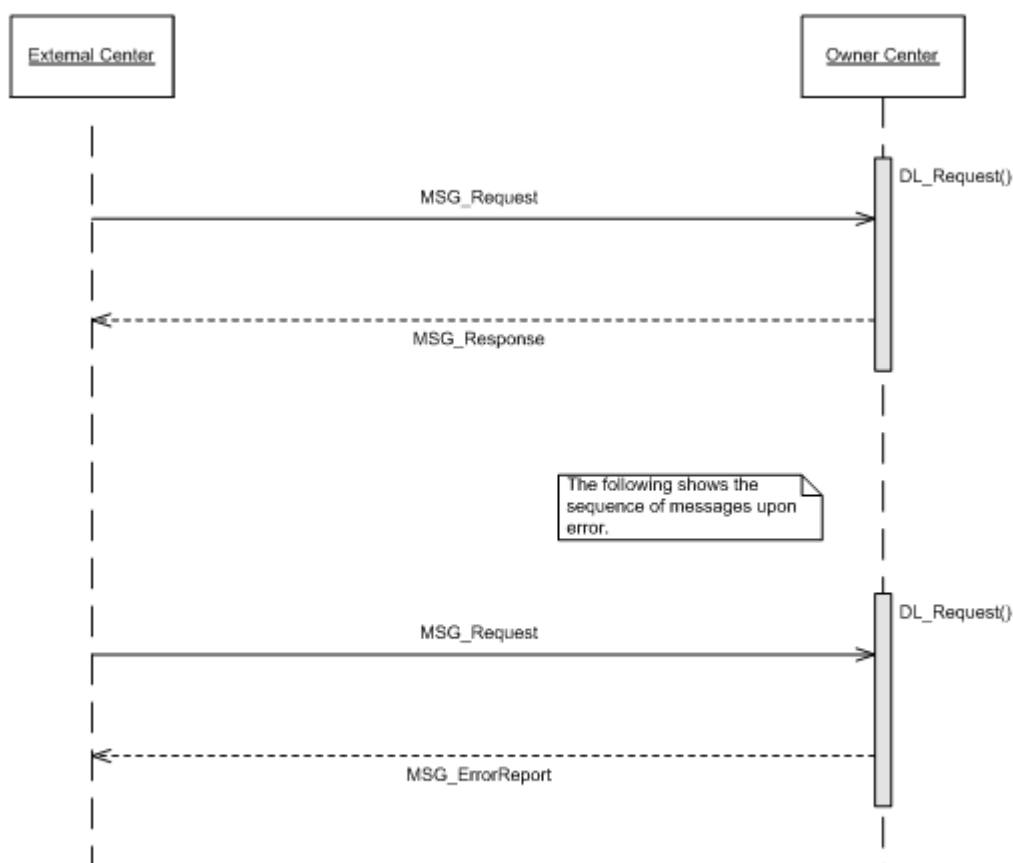 External Center
Owner Center
DL_Request()
MSG_Request
MSG_Response
The following shows the
sequence of messages upon
error.
DL_Request()
MSG_Request
MSG_ErrorReport